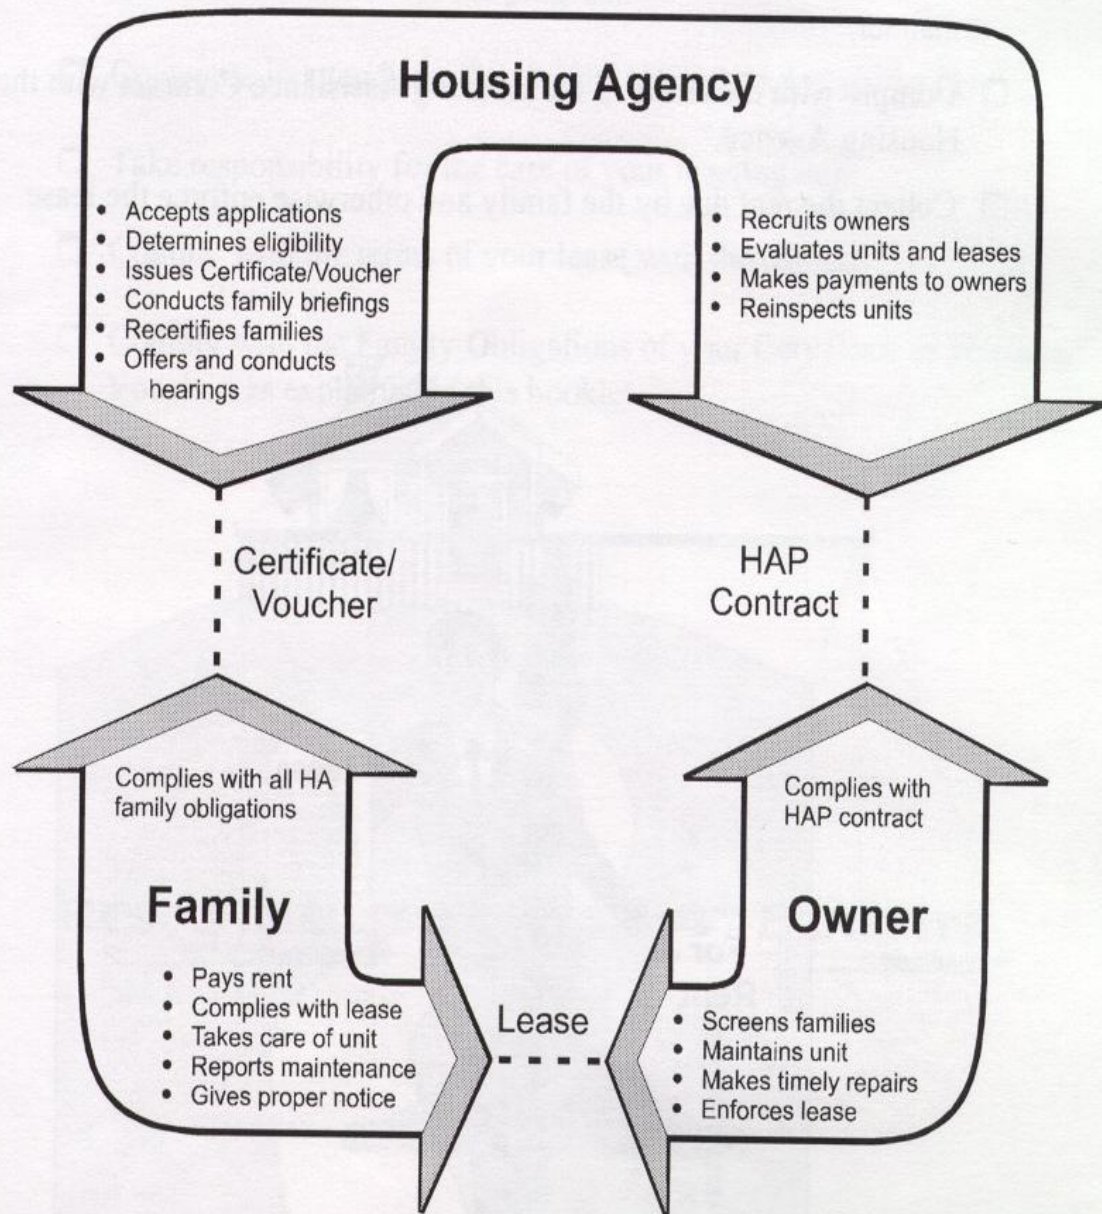 Housing Agency
• Accepts applications
• Determines eligibility
• Issues Certificate/Voucher
• Conducts family briefings
• Recertifies families
• Offers and conducts
hearings
• Recruits owners
• Evaluates units and leases
• Makes payments to owners
• Reinspects units
Certificate/
Voucher
HAP
Contract
Complies with all HA
family obligations
Complies with
HAP contract
Family
• Pays rent
• Complies with lease
• Takes care of unit
• Reports maintenance
• Gives proper notice
Lease
Owner
• Screens families
• Maintains unit
• Makes timely repairs
• Enforces lease